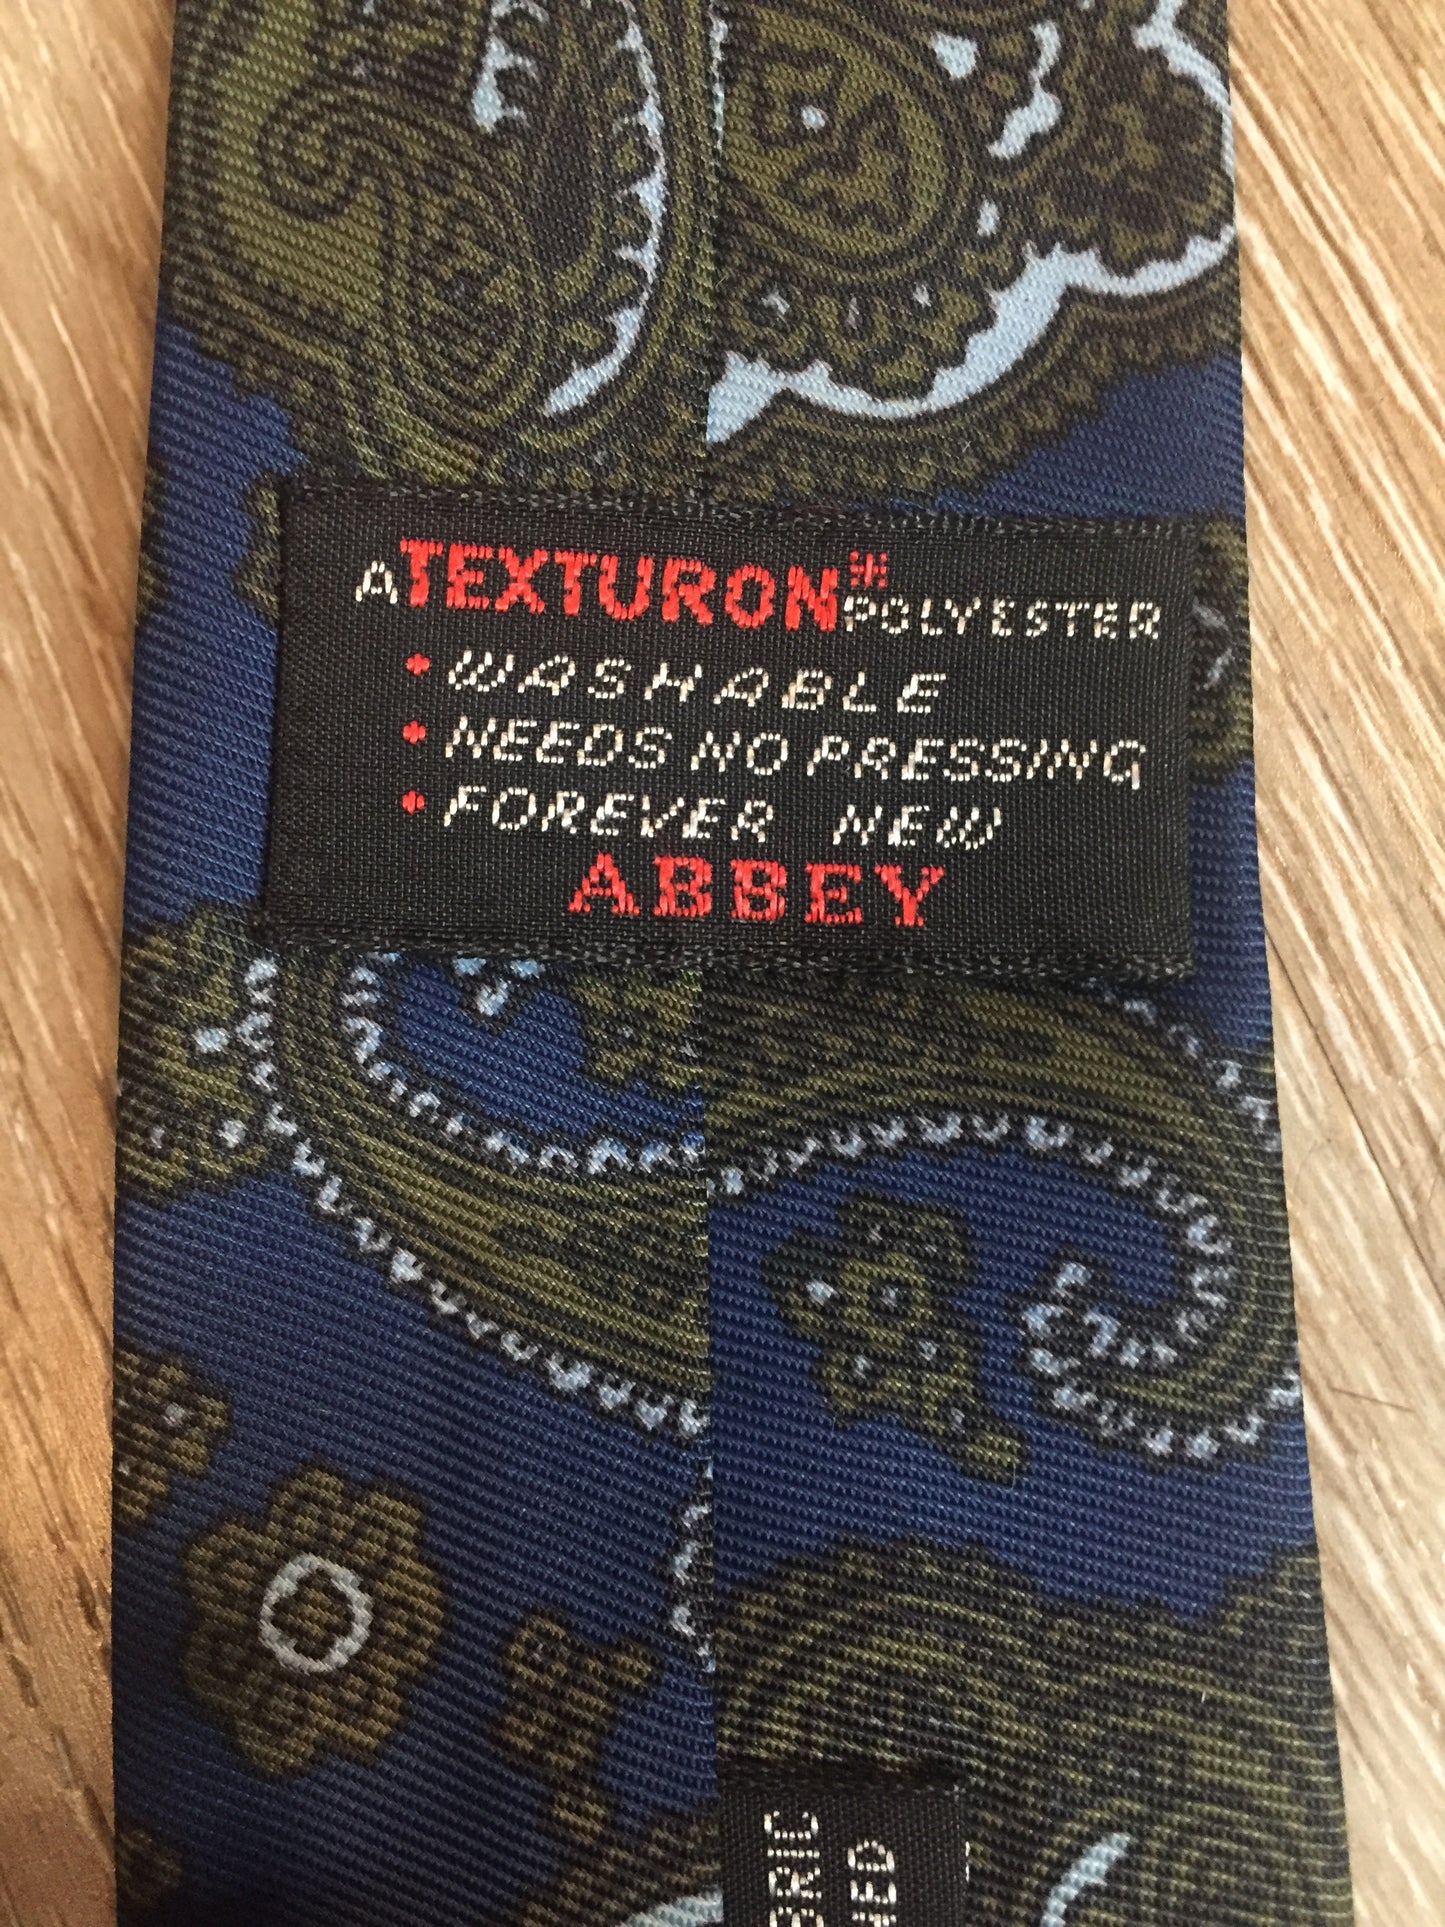 A TEXTURON* POLYESTER
• WASHABLE
• NEEDS NO PRESSING
• FOREVER NEW
ABBEY